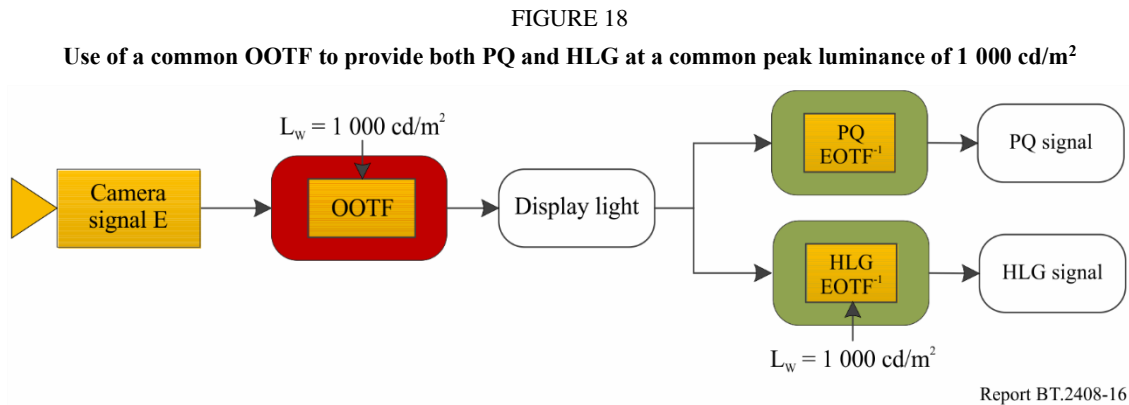 FIGURE 18
Use of a common OOTF to provide both PQ and HLG at a common peak luminance of 1 000 cd/m²
L_W = 1 000 cd/m²
Camera
signal E
OOTF
Display light
PQ
EOTF⁻¹
PQ signal
HLG
EOTF⁻¹
HLG signal
L_W = 1 000 cd/m²
Report BT.2408-16